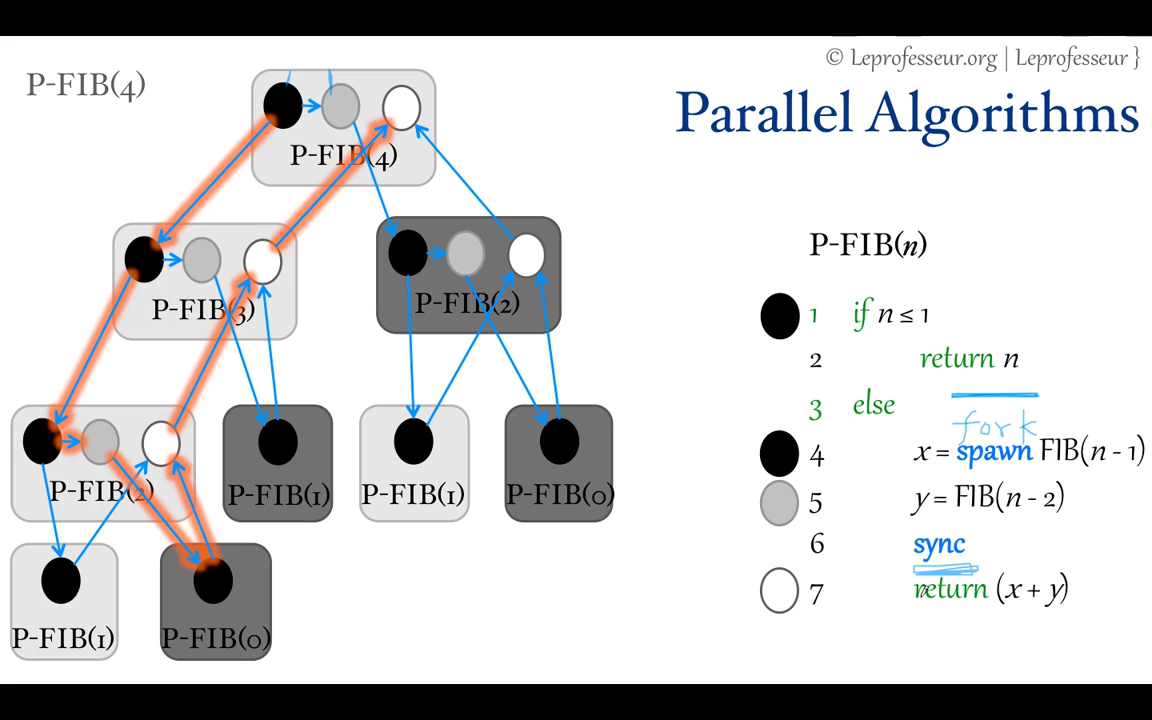 © Leprofesseur.org | Leprofesseur }
P-FIB(4)
Parallel Algorithms
P-FIB(4)
P-FIB(3)
P-FIB(2)
P-FIB(2)
P-FIB(1)
P-FIB(1)
P-FIB(0)
P-FIB(1)
P-FIB(0)
P-FIB(n)
1 if n ≤ 1
2 return n
3 else
fork
4 x = spawn FIB(n - 1)
5 y = FIB(n - 2)
6 sync
7 return (x + y)